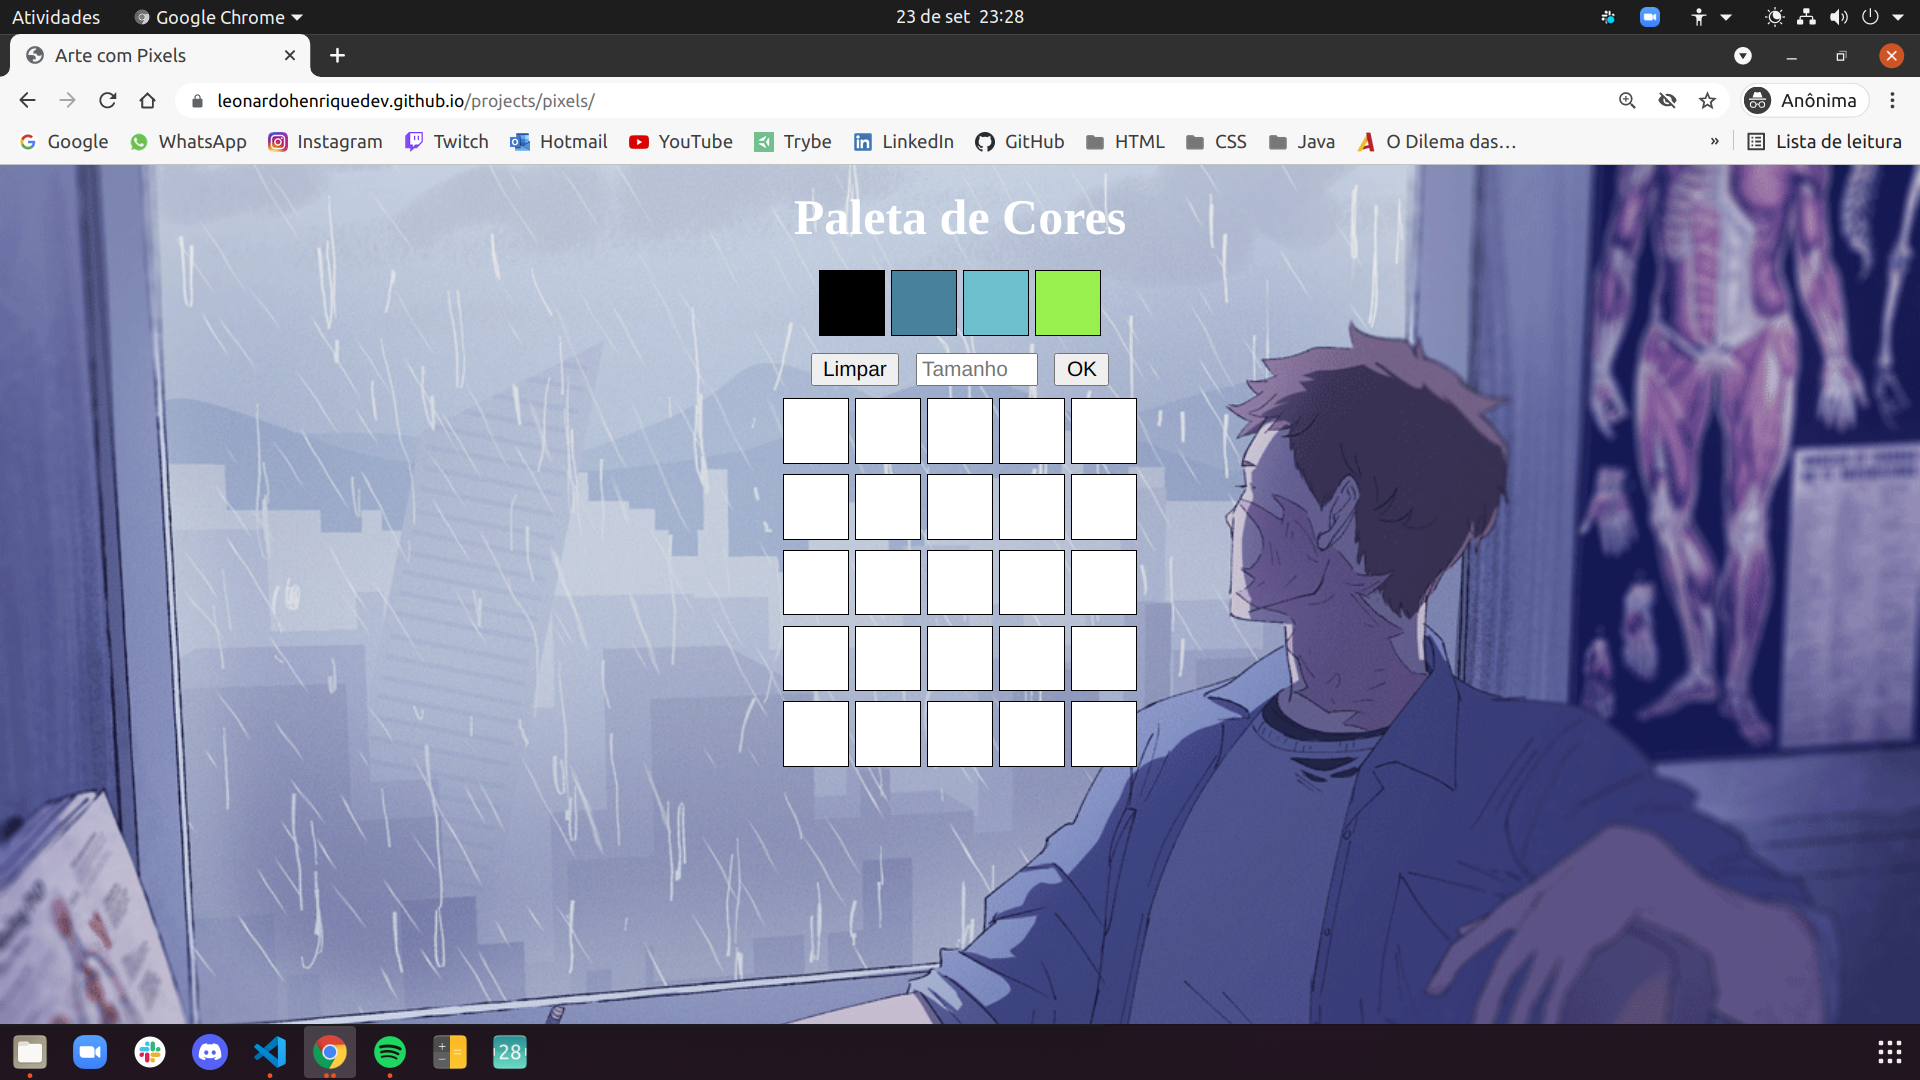 Atividades Google Chrome 23 de set 23:28
Arte com Pixels
leonardohenriquedev.github.io/projects/pixels/ Anônima
Google WhatsApp Instagram Twitch Hotmail YouTube Trybe LinkedIn GitHub HTML CSS Java O Dilema das… » Lista de leitura
Paleta de Cores
Limpar Tamanho OK
28